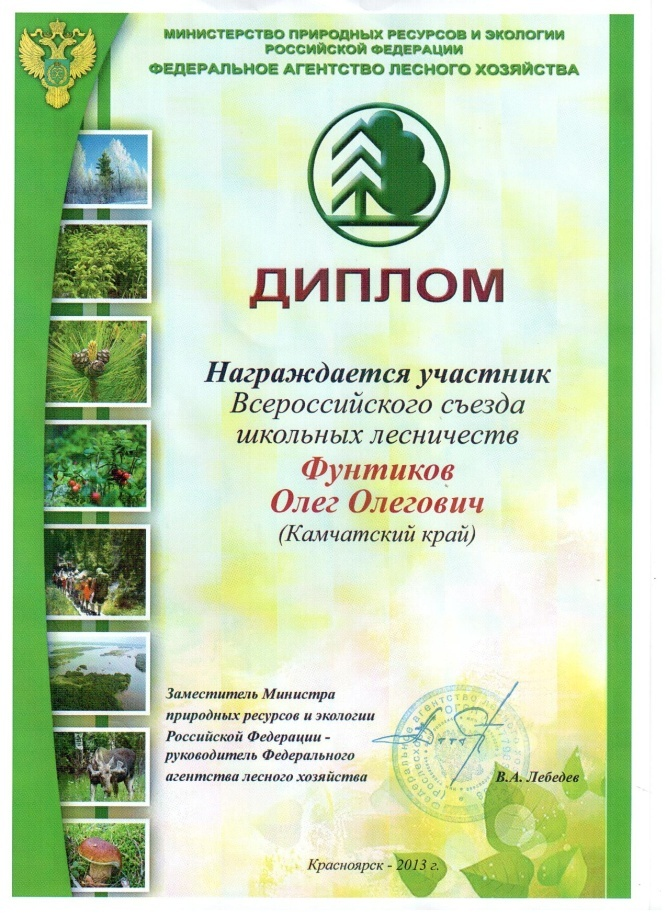 МИНИСТЕРСТВО ПРИРОДНЫХ РЕСУРСОВ И ЭКОЛОГИИ
РОССИЙСКОЙ ФЕДЕРАЦИИ
ФЕДЕРАЛЬНОЕ АГЕНТСТВО ЛЕСНОГО ХОЗЯЙСТВА
ДИПЛОМ
Награждается участник
Всероссийского съезда
школьных лесничеств
Фунтиков
Олег Олегович
(Камчатский край)
Заместитель Министра
природных ресурсов и экологии
Российской Федерации -
руководитель Федерального
агентства лесного хозяйства
В.А. Лебедев
Красноярск - 2013 г.